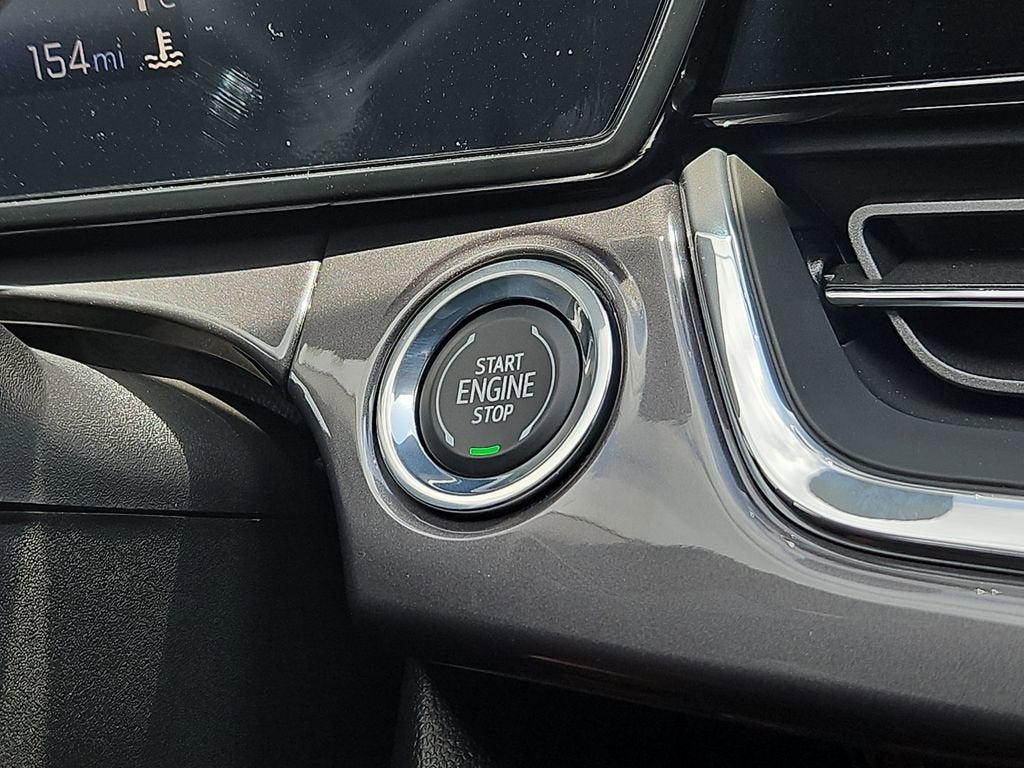 154mi
START
ENGINE
STOP